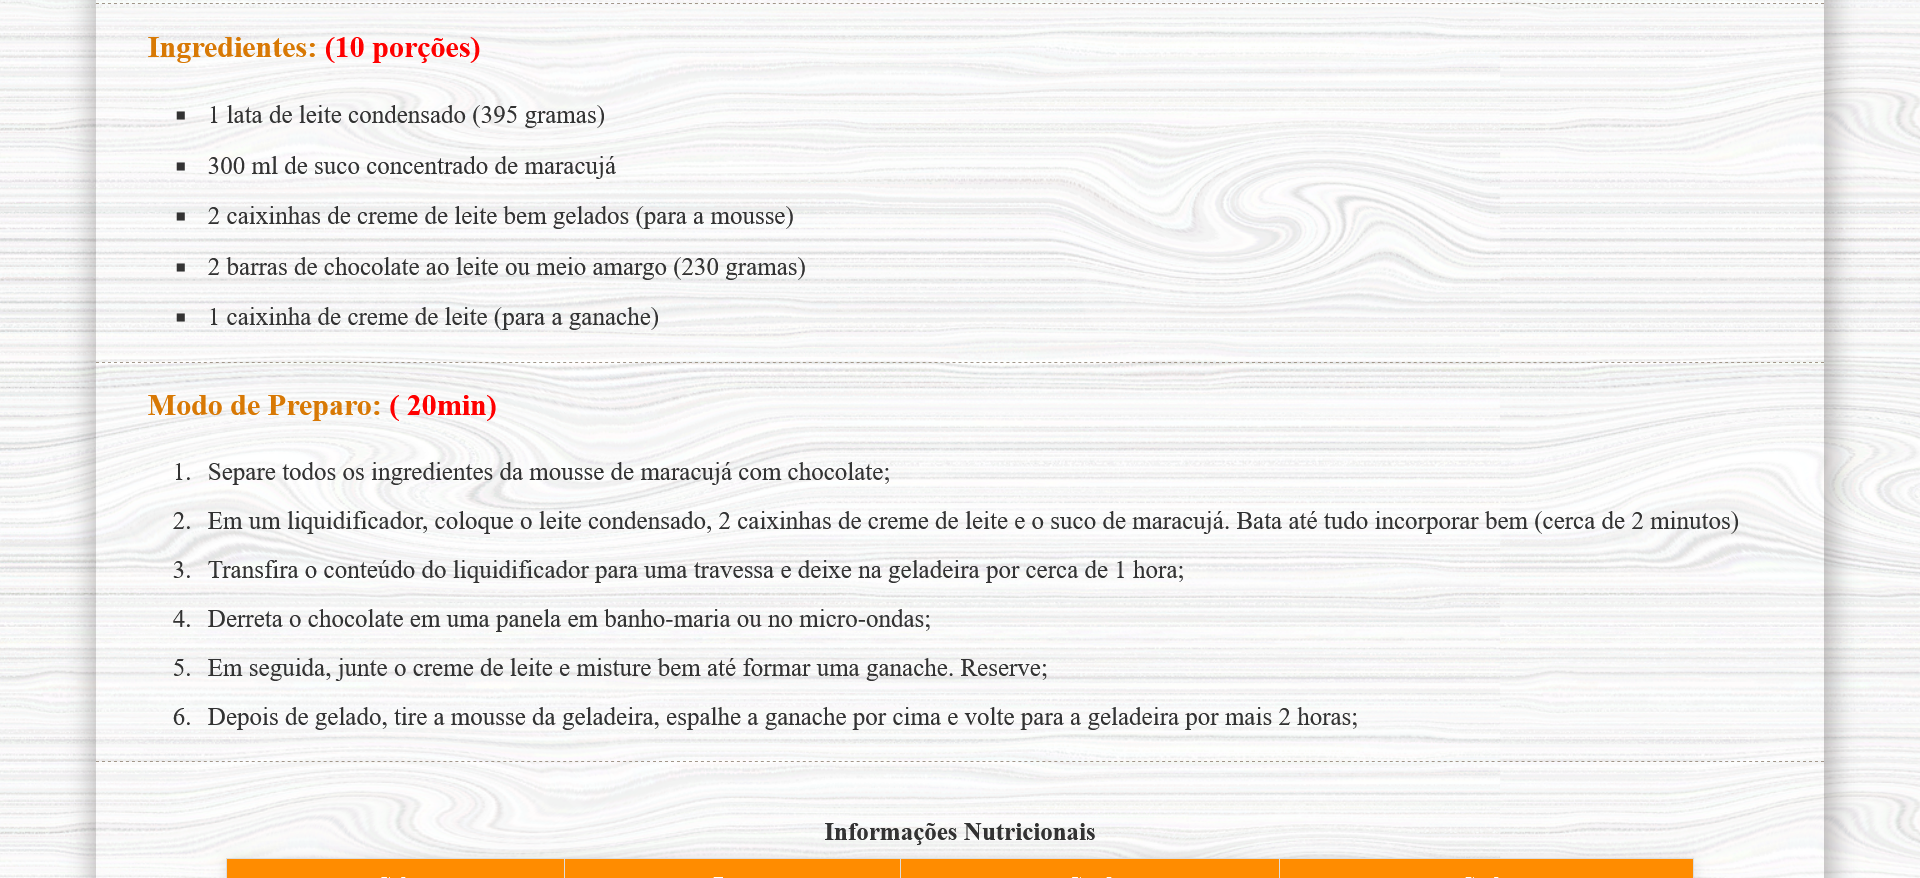 Ingredientes: (10 porções)
1 lata de leite condensado (395 gramas)
300 ml de suco concentrado de maracujá
2 caixinhas de creme de leite bem gelados (para a mousse)
2 barras de chocolate ao leite ou meio amargo (230 gramas)
1 caixinha de creme de leite (para a ganache)
Modo de Preparo: ( 20min)
1. Separe todos os ingredientes da mousse de maracujá com chocolate;
2. Em um liquidificador, coloque o leite condensado, 2 caixinhas de creme de leite e o suco de maracujá. Bata até tudo incorporar bem (cerca de 2 minutos)
3. Transfira o conteúdo do liquidificador para uma travessa e deixe na geladeira por cerca de 1 hora;
4. Derreta o chocolate em uma panela em banho-maria ou no micro-ondas;
5. Em seguida, junte o creme de leite e misture bem até formar uma ganache. Reserve;
6. Depois de gelado, tire a mousse da geladeira, espalhe a ganache por cima e volte para a geladeira por mais 2 horas;
Informações Nutricionais